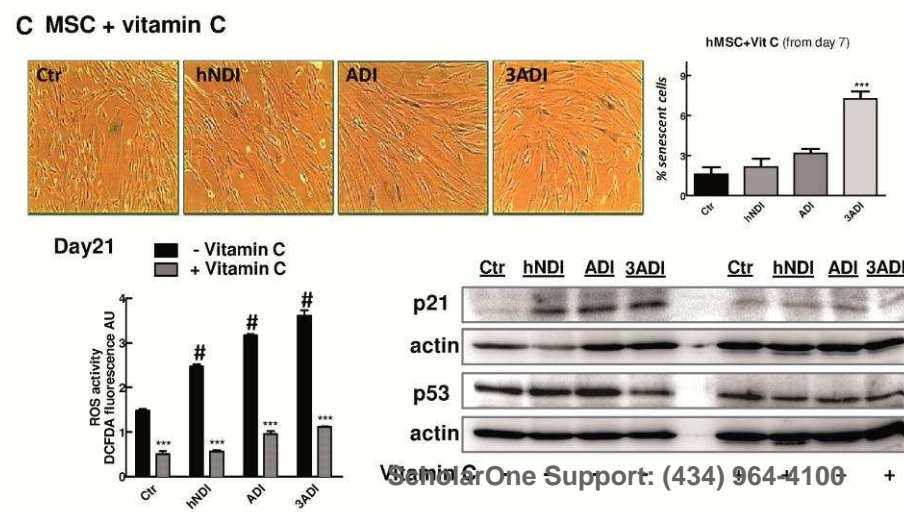 C MSC + vitamin C
Ctr hNDI ADI 3ADI
hMSC+Vit C (from day 7)
% senescent cells
9
6
3
0
***
Ctr hNDI ADI 3ADI
Day21
- Vitamin C
+ Vitamin C
ROS activity
DCFDA fluorescence AU
4
3
2
1
0
# # #
*** *** *** ***
Ctr hNDI ADI 3ADI
Ctr hNDI ADI 3ADI Ctr hNDI ADI 3ADI
p21
actin
p53
actin
Vitamin C - - - - + + + +
ScholarOne Support: (434) 964-4100